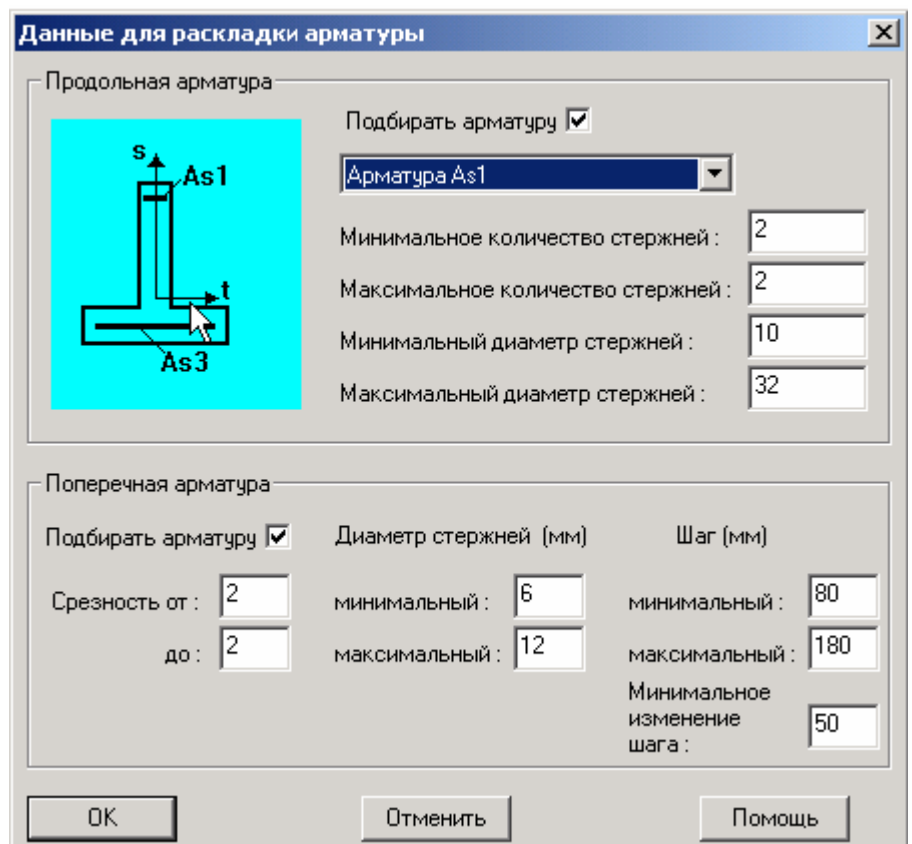 Данные для раскладки арматуры
Продольная арматура
Подбирать арматуру
s
As1
Арматура As1
Минимальное количество стержней : 2
t
Максимальное количество стержней : 2
Минимальный диаметр стержней : 10
As3
Максимальный диаметр стержней : 32
Поперечная арматура
Подбирать арматуру Диаметр стержней (мм) Шаг (мм)
Срезность от : 2 минимальный : 6 минимальный : 80
до : 2 максимальный : 12 максимальный : 180
Минимальное
изменение
шага : 50
OK Отменить Помощь